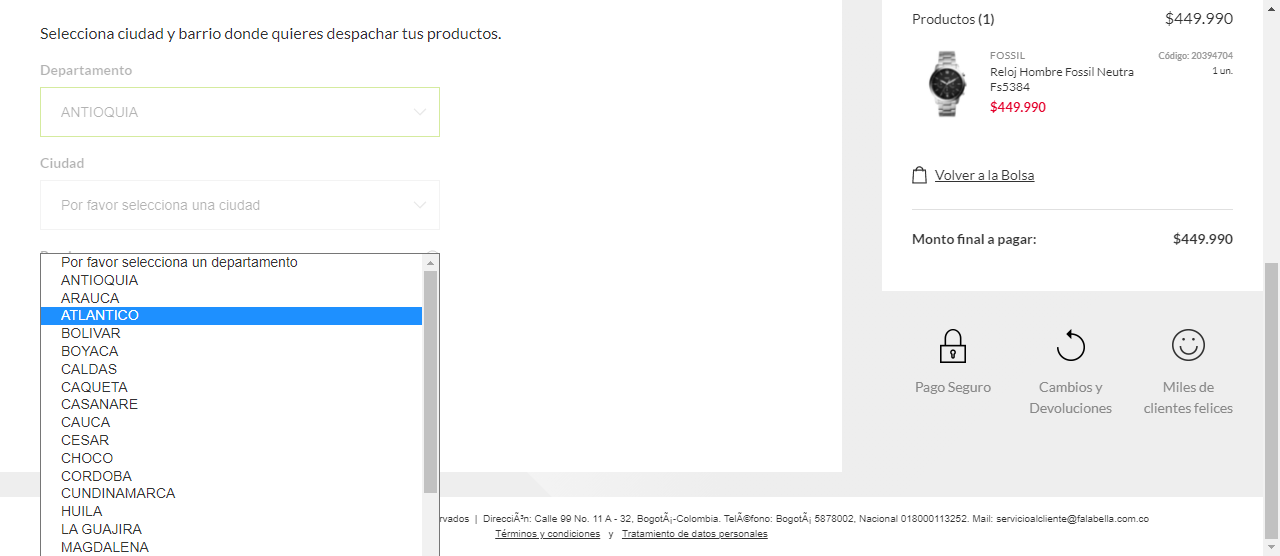 Selecciona ciudad y barrio donde quieres despachar tus productos.
Departamento
ANTIOQUIA
Ciudad
Por favor selecciona una ciudad
Por favor selecciona un departamento
ANTIOQUIA
ARAUCA
ATLANTICO
BOLIVAR
BOYACA
CALDAS
CAQUETA
CASANARE
CAUCA
CESAR
CHOCO
CORDOBA
CUNDINAMARCA
HUILA
LA GUAJIRA
MAGDALENA
Productos (1) $449.990
FOSSIL Código: 20394704
Reloj Hombre Fossil Neutra 1 un.
Fs5384
$449.990
Volver a la Bolsa
Monto final a pagar: $449.990
Pago Seguro
Cambios y
Devoluciones
Miles de
clientes felices
rvados | DirecciÃ³n: Calle 99 No. 11 A - 32, BogotÃ¡-Colombia. TelÃ©fono: BogotÃ¡ 5878002, Nacional 018000113252. Mail: servicioalcliente@falabella.com.co
Términos y condiciones y Tratamiento de datos personales